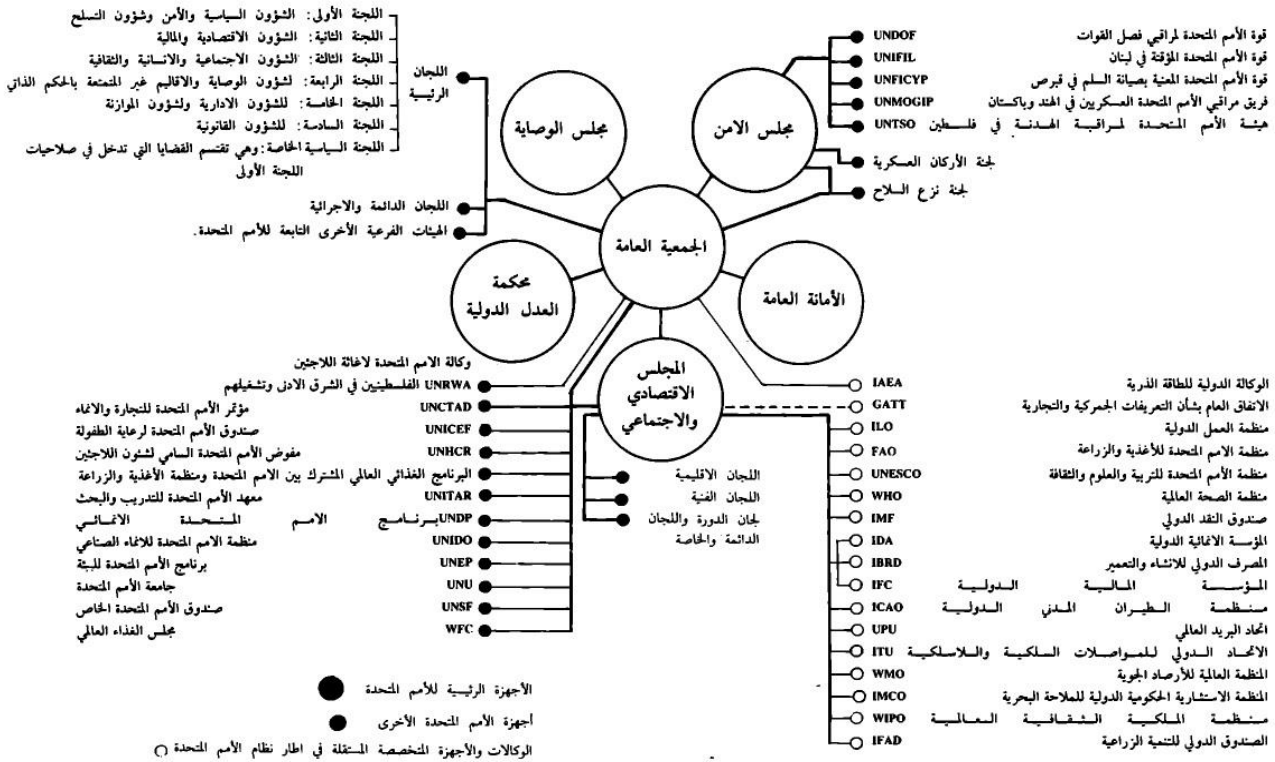 اللجنة الأولى: الشؤون السياسية والأمن وشؤون التسلح
اللجنة الثانية: الشؤون الاقتصادية والمالية
اللجنة الثالثة: الشؤون الاجتماعية والانسانية والثقافية
اللجنة الرابعة: لشؤون الوصاية والاقاليم غير المتمتعة بالحكم الذاتي
اللجنة الخامسة: للشؤون الادارية ولشؤون الموازنة
اللجنة السادسة: للشؤون القانونية
اللجنة السياسية الخاصة: وهي تقتسم القضايا التي تدخل في صلاحيات
اللجنة الأولى
اللجان
الرئيسية
اللجان الدائمة والاجرائية
الهيئات الفرعية الأخرى التابعة للأمم المتحدة.
UNDOF قوة الأمم المتحدة لمراقبي فصل القوات
UNIFIL قوة الأمم المتحدة المؤقتة في لبنان
UNFICYP قوة الأمم المتحدة المعنية بصيانة السلم في قبرص
UNMOGIP فريق مراقبي الأمم المتحدة العسكريين في الهند وباكستان
UNTSO هيئة الأمم المتحدة لمراقبة الهدنة في فلسطين
لجنة الأركان العسكرية
لجنة نزع السلاح
مجلس الوصاية
مجلس الامن
الجمعية العامة
محكمة
العدل الدولية
الأمانة العامة
المجلس
الاقتصادي
والاجتماعي
وكالة الامم المتحدة لاغاثة اللاجئين
UNRWA الفلسطينيين في الشرق الادنى وتشغيلهم
UNCTAD مؤتمر الأمم المتحدة للتجارة والانماء
UNICEF صندوق الأمم المتحدة لرعاية الطفولة
UNHCR مفوض الأمم المتحدة السامي لشئون اللاجئين
البرنامج الغذائي العالمي المشترك بين الامم المتحدة ومنظمة الأغذية والزراعة
UNITAR معهد الأمم المتحدة للتدريب والبحث
UNDP برنامج الامم المتحدة الانمائي
UNIDO منظمة الامم المتحدة للانماء الصناعي
UNEP برنامج الأمم المتحدة للبيئة
UNU جامعة الأمم المتحدة
UNSF صندوق الأمم المتحدة الخاص
WFC مجلس الغذاء العالمي
اللجان الاقليمية
اللجان الفنية
لجان الدورة واللجان
الدائمة والخاصة
IAEA الوكالة الدولية للطاقة الذرية
GATT الاتفاق العام بشأن التعريفات الجمركية والتجارية
ILO منظمة العمل الدولية
FAO منظمة الامم المتحدة للأغذية والزراعة
UNESCO منظمة الأمم المتحدة للتربية والعلوم والثقافة
WHO منظمة الصحة العالمية
IMF صندوق النقد الدولي
IDA المؤسسة الانمائية الدولية
IBRD المصرف الدولي للانشاء والتعمير
IFC المؤسسة المالية الدولية
ICAO منظمة الطيران المدني الدولية
UPU اتحاد البريد العالمي
ITU الاتحاد الدولي للمواصلات السلكية واللاسلكية
WMO المنظمة العالمية للأرصاد الجوية
IMCO المنظمة الاستشارية الحكومية الدولية للملاحة البحرية
WIPO منظمة الملكية الثقافية العالمية
IFAD الصندوق الدولي للتنمية الزراعية
الأجهزة الرئيسية للأمم المتحدة
أجهزة الأمم المتحدة الأخرى
الوكالات والأجهزة المتخصصة المستقلة في اطار نظام الأمم المتحدة